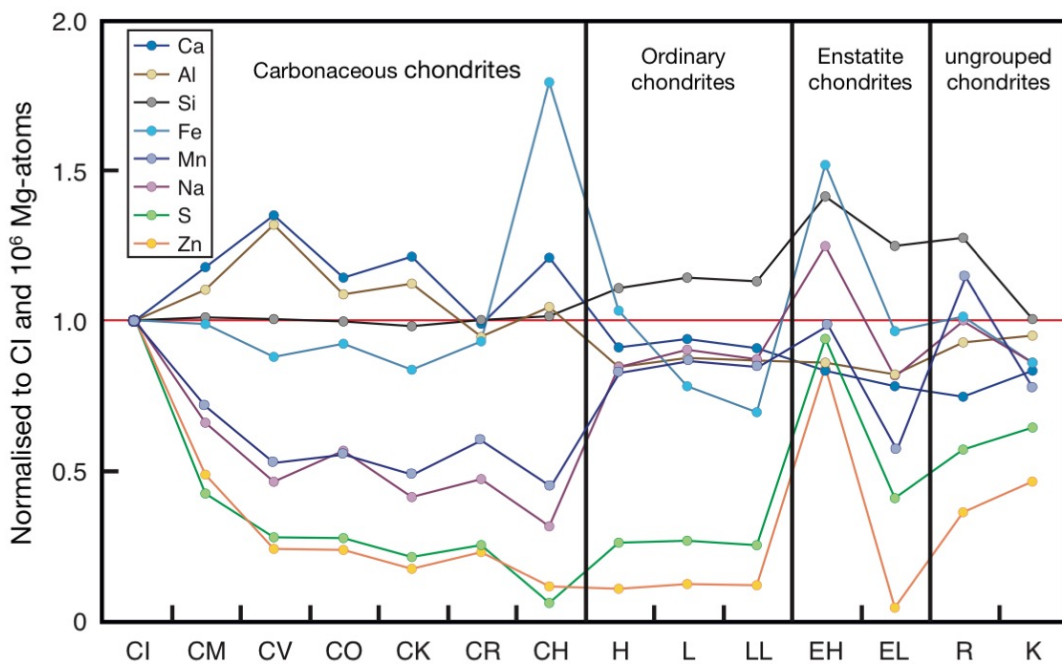 2.0
1.5
1.0
0.5
0
Normalised to CI and 10⁶ Mg-atoms
Ca
Al
Si
Fe
Mn
Na
S
Zn
Carbonaceous chondrites
Ordinary
chondrites
Enstatite
chondrites
ungrouped
chondrites
CI CM CV CO CK CR CH H L LL EH EL R K